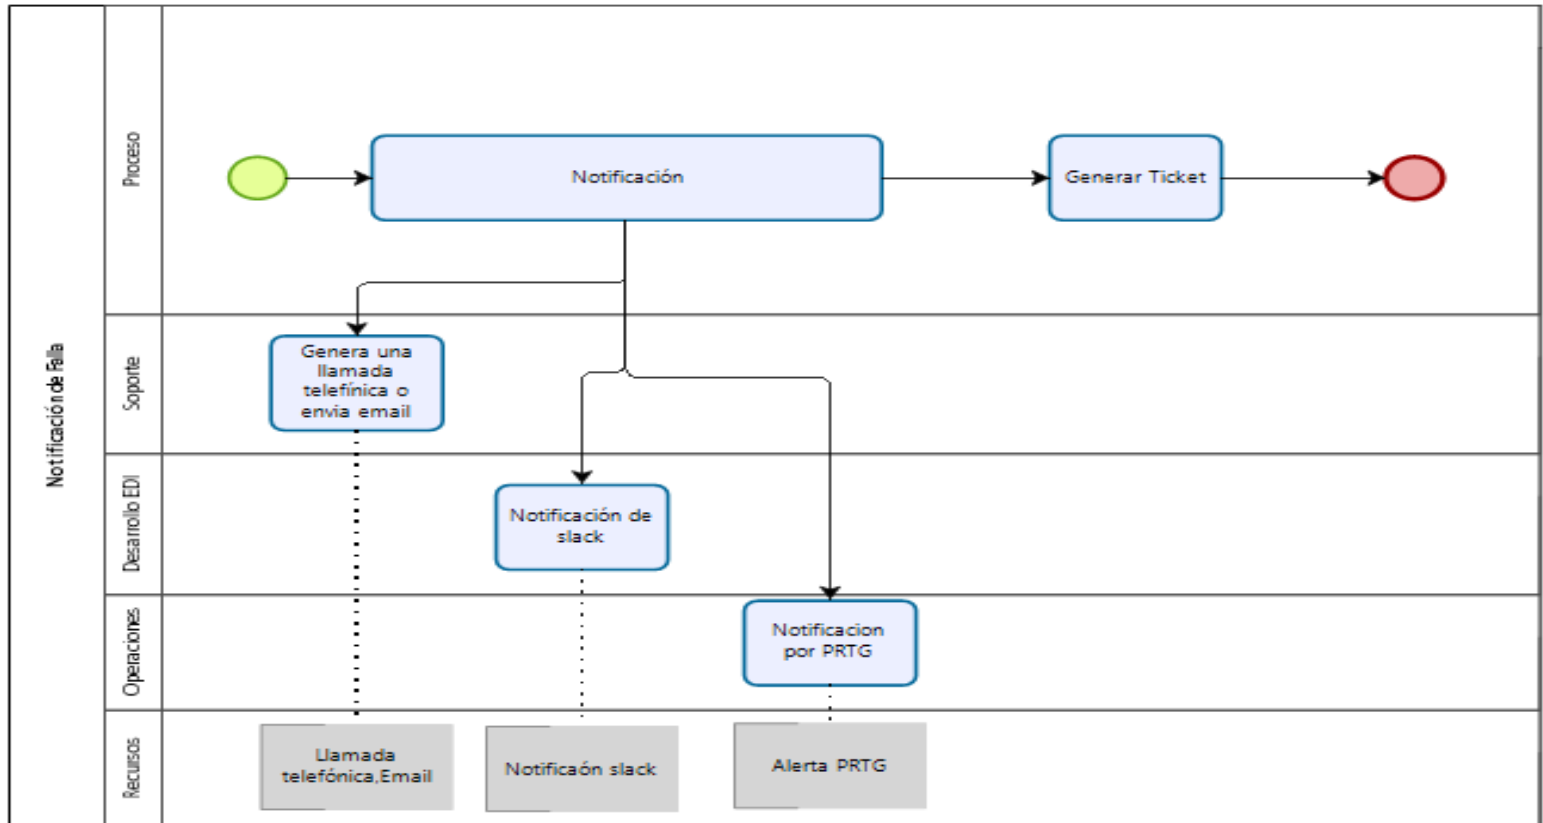 Notificación de Falla
Proceso
Notificación
Generar Ticket
Soporte
Genera una
llamada
telefínica o
envia email
Desarrollo EDI
Notificación de
slack
Operaciones
Notificacion
por PRTG
Recursos
Llamada
telefónica,Email
Notificaón slack
Alerta PRTG